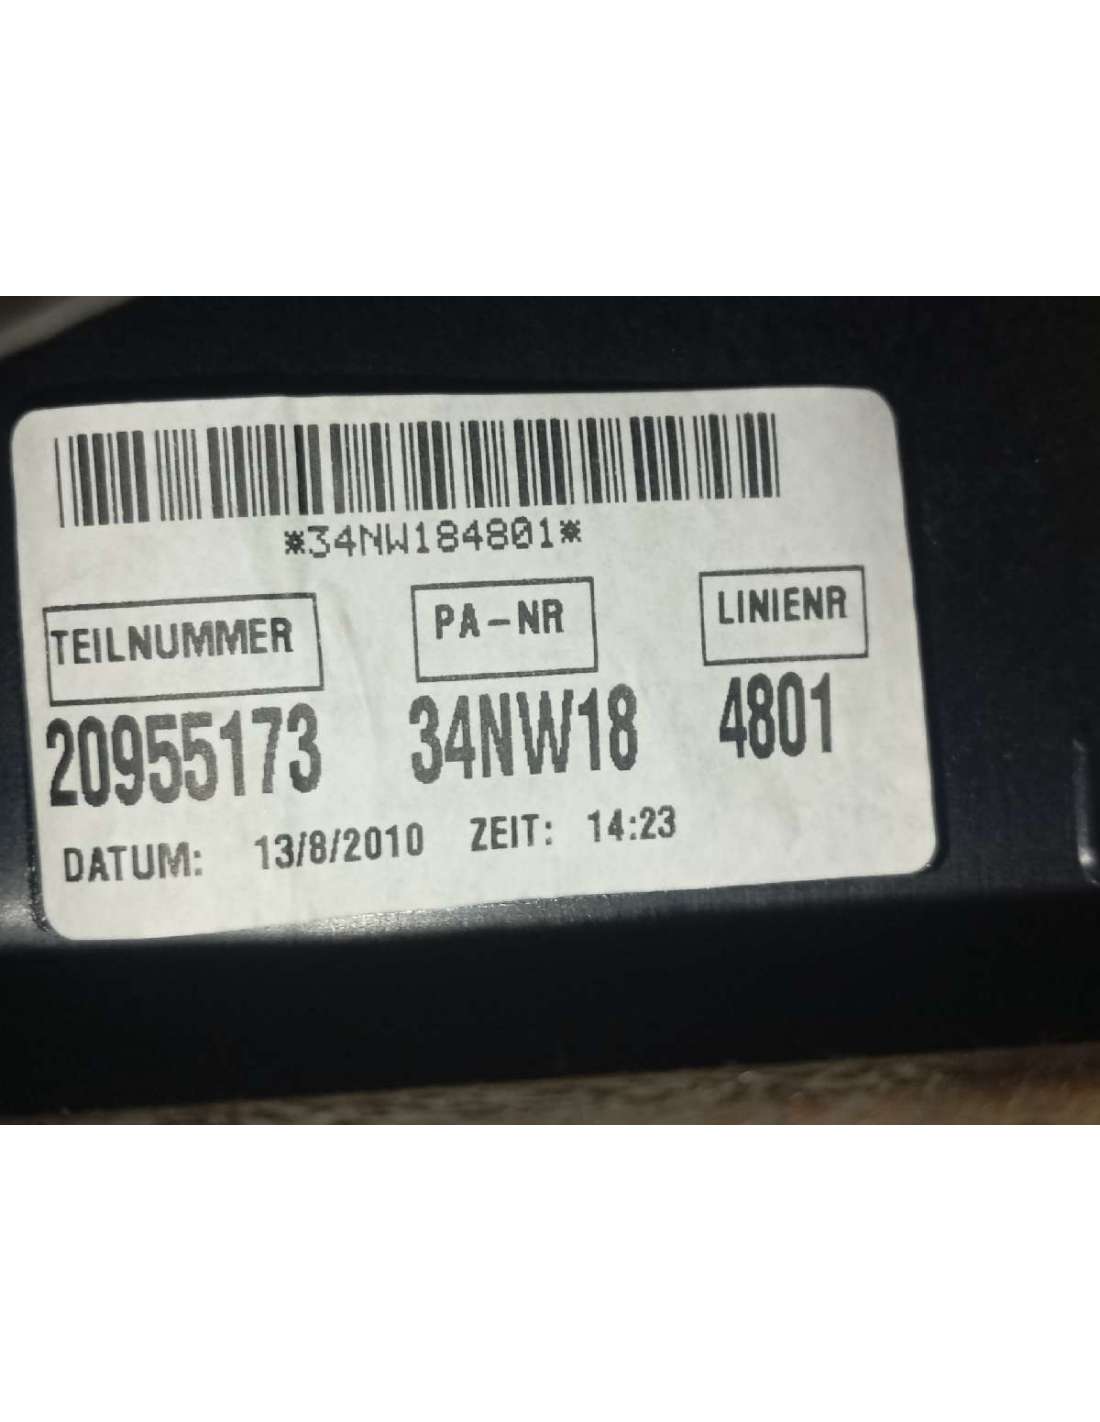 *34NW184801*
TEILNUMMER PA-NR LINIENR
20955173 34NW18 4801
DATUM: 13/8/2010 ZEIT: 14:23